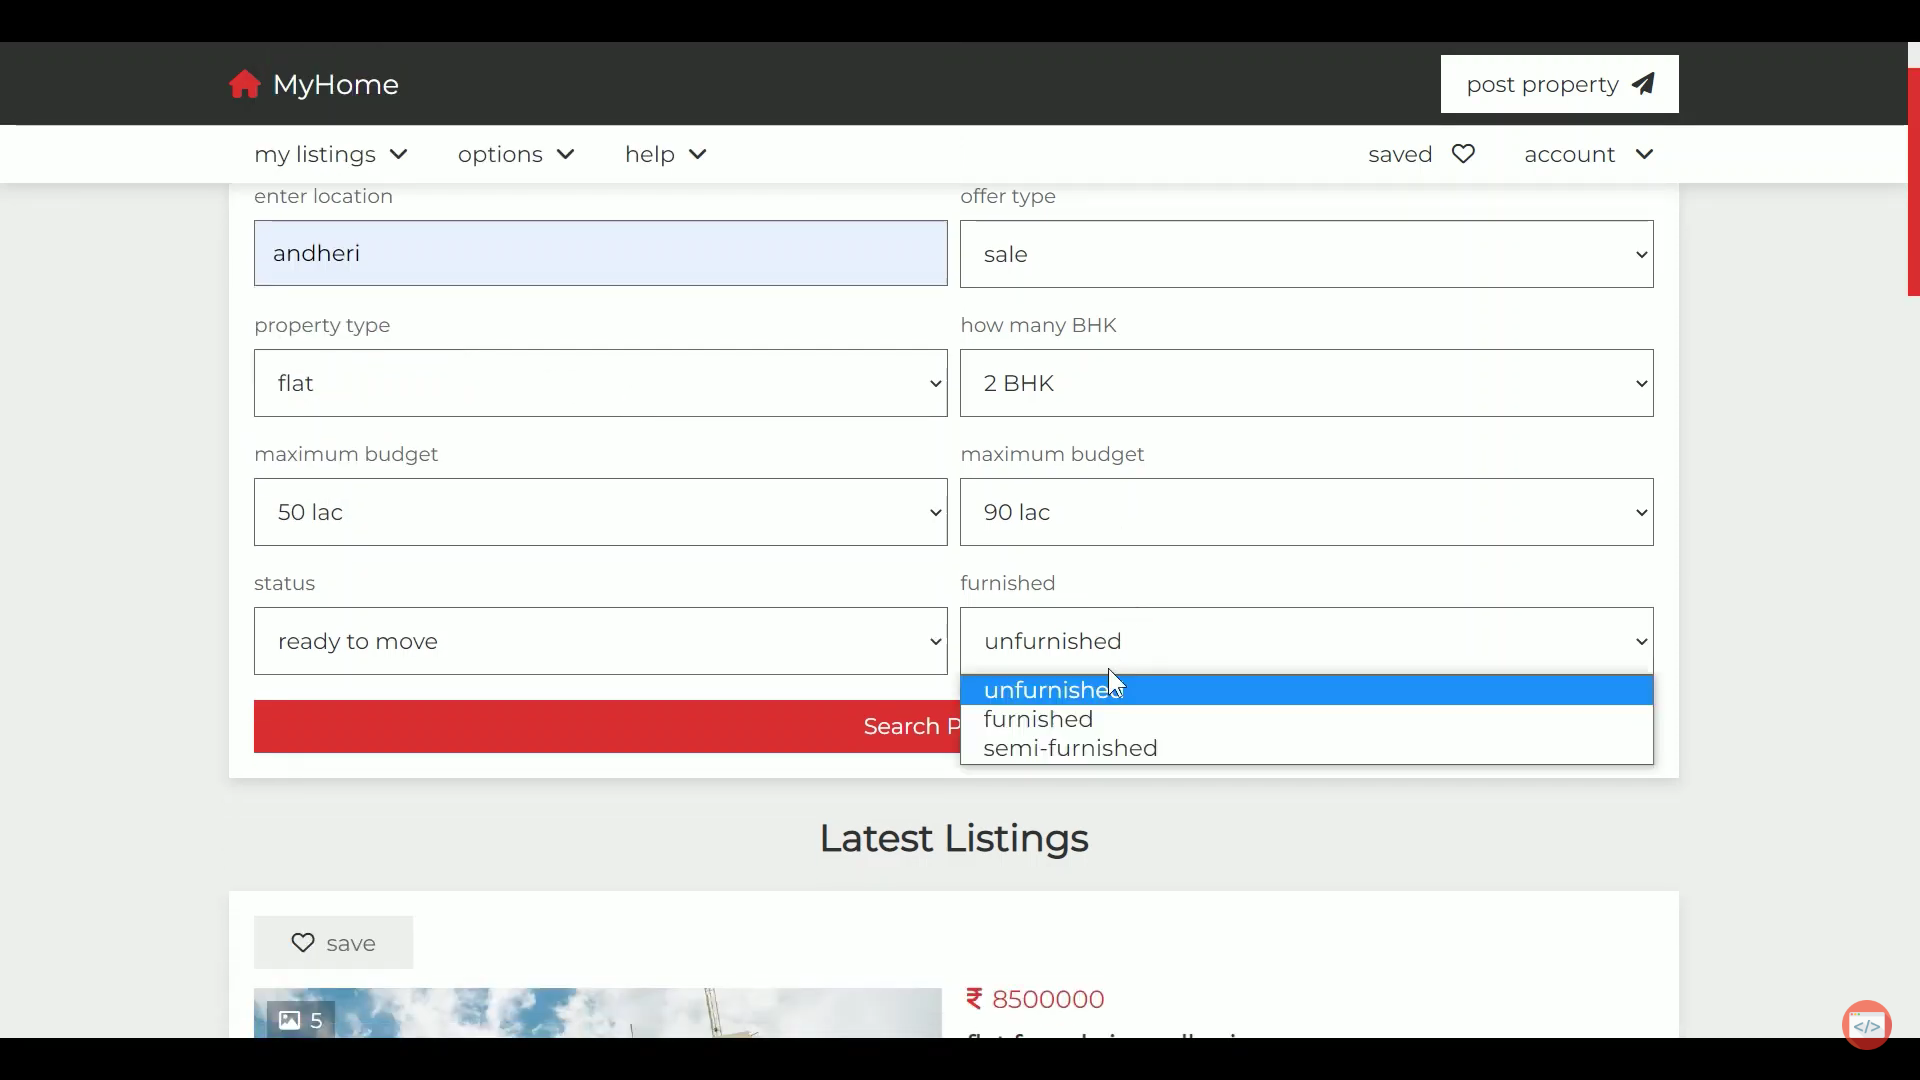 MyHome
post property
my listings
options
help
saved
account
enter location
offer type
andheri
sale
property type
how many BHK
flat
2 BHK
maximum budget
maximum budget
50 lac
90 lac
status
furnished
ready to move
unfurnished
unfurnished
furnished
semi-furnished
Search P
Latest Listings
save
5
₹ 8500000